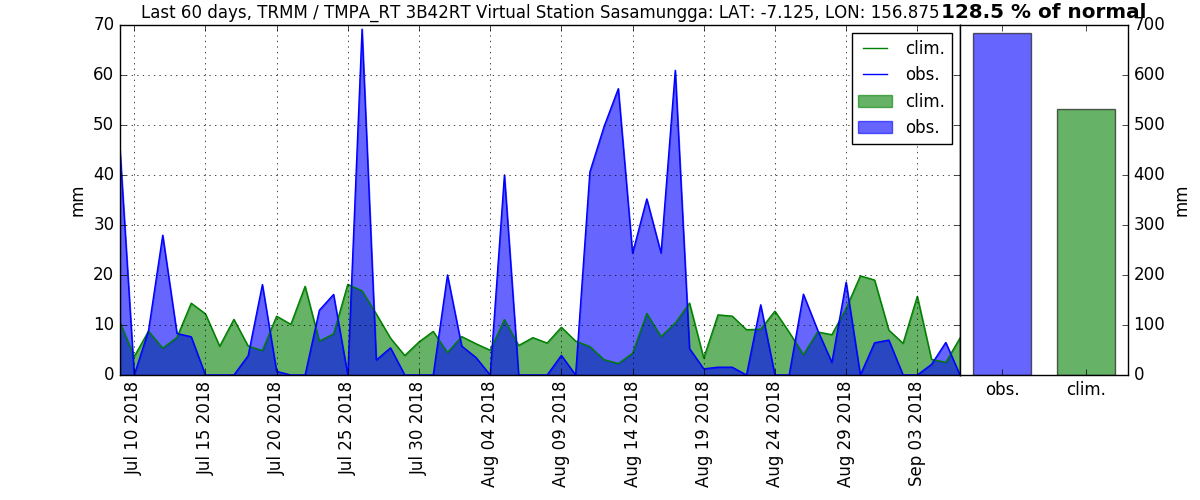 Last 60 days, TRMM / TMPA_RT 3B42RT Virtual Station Sasamungga: LAT: -7.125, LON: 156.875
128.5 % of normal
70
60
50
40
30
20
10
0
mm
clim.
obs.
clim.
obs.
700
600
500
400
300
200
100
0
mm
Jul 10 2018
Jul 15 2018
Jul 20 2018
Jul 25 2018
Jul 30 2018
Aug 04 2018
Aug 09 2018
Aug 14 2018
Aug 19 2018
Aug 24 2018
Aug 29 2018
Sep 03 2018
obs.
clim.